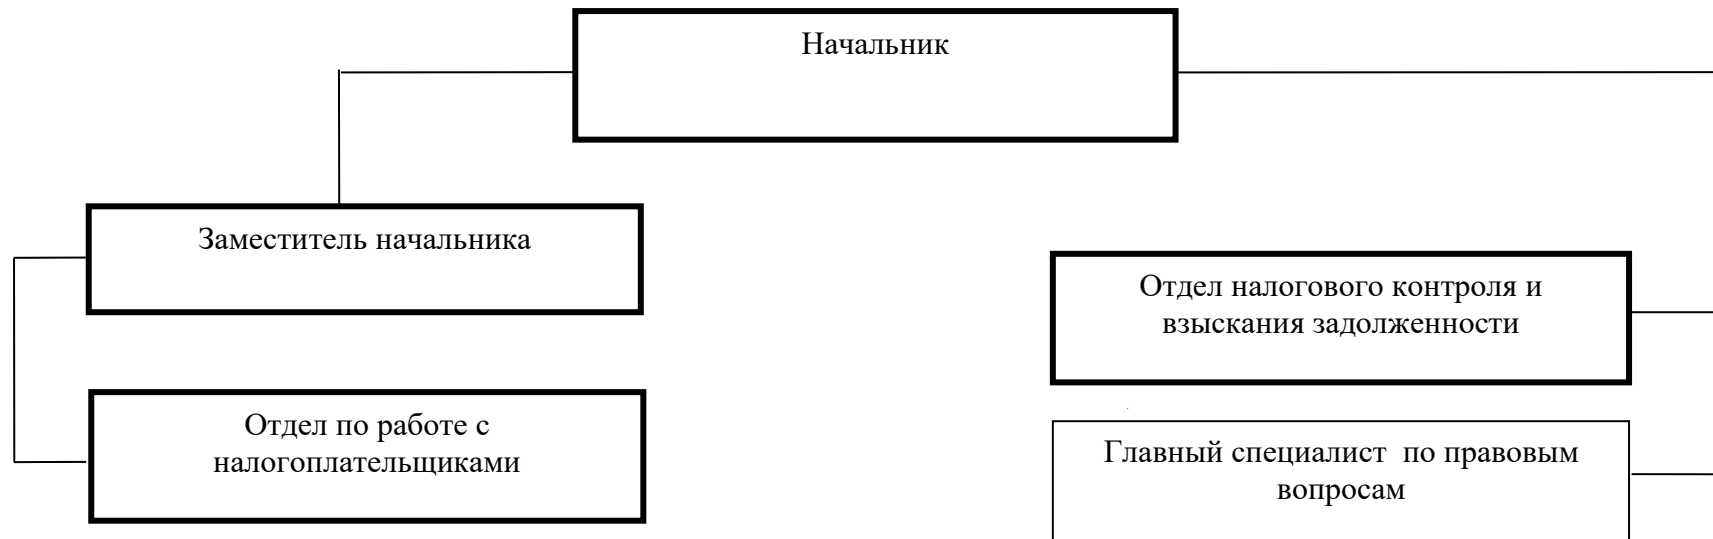 Начальник
Заместитель начальника
Отдел налогового контроля и
взыскания задолженности
Отдел по работе с
налогоплательщиками
Главный специалист  по правовым
вопросам